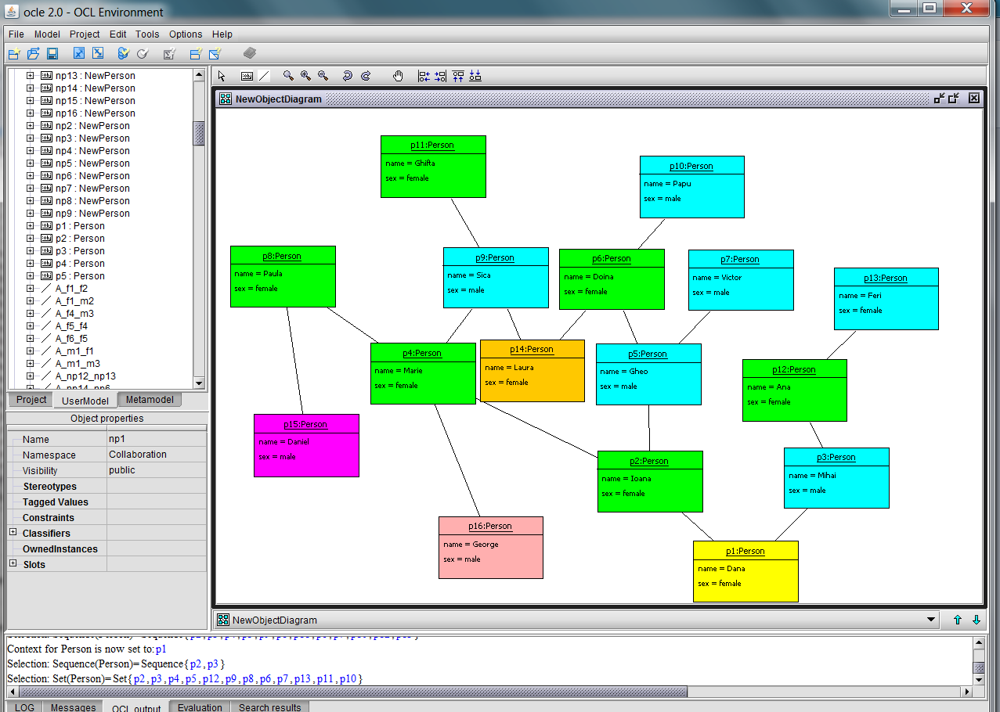 ocle 2.0 - OCL Environment
File Model Project Edit Tools Options Help
np13 : NewPerson
np14 : NewPerson
np15 : NewPerson
np16 : NewPerson
np2 : NewPerson
np3 : NewPerson
np4 : NewPerson
np5 : NewPerson
np6 : NewPerson
np7 : NewPerson
np8 : NewPerson
np9 : NewPerson
p1 : Person
p2 : Person
p3 : Person
p4 : Person
p5 : Person
A_f1_f2
A_f1_m2
A_f4_m3
A_f5_f4
A_f6_f5
A_m1_f1
A_m1_m3
A_np12_np13
A_np14_np6
Project UserModel Metamodel
Object properties
Name np1
Namespace Collaboration
Visibility public
Stereotypes
Tagged Values
Constraints
Classifiers
OwnedInstances
Slots
NewObjectDiagram
p11:Person
name = Ghifta
sex = female
p10:Person
name = Papu
sex = male
p8:Person
name = Paula
sex = female
p9:Person
name = Sica
sex = male
p6:Person
name = Doina
sex = female
p7:Person
name = Victor
sex = male
p13:Person
name = Feri
sex = female
p4:Person
name = Marie
sex = female
p14:Person
name = Laura
sex = female
p5:Person
name = Gheo
sex = male
p12:Person
name = Ana
sex = female
p15:Person
name = Daniel
sex = male
p2:Person
name = Ioana
sex = female
p3:Person
name = Mihai
sex = male
p16:Person
name = George
sex = male
p1:Person
name = Dana
sex = female
NewObjectDiagram
Context for Person is now set to:p1
Selection: Sequence(Person)=Sequence{p2,p3}
Selection: Set(Person)=Set{p2,p3,p4,p5,p12,p9,p8,p6,p7,p13,p11,p10}
LOG Messages OCL output Evaluation Search results